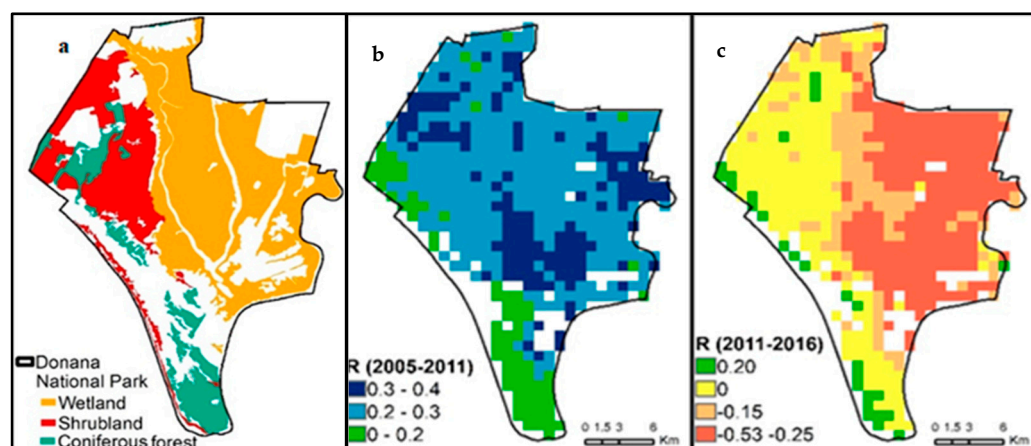 a
Donana
National Park
Wetland
Shrubland
Coniferous forest
b
R (2005-2011)
0.3 - 0.4
0.2 - 0.3
0 - 0.2
0 1.5 3 6
Km
c
R (2011-2016)
0.20
0
-0.15
-0.53 -0.25
0 1.5 3 6
Km